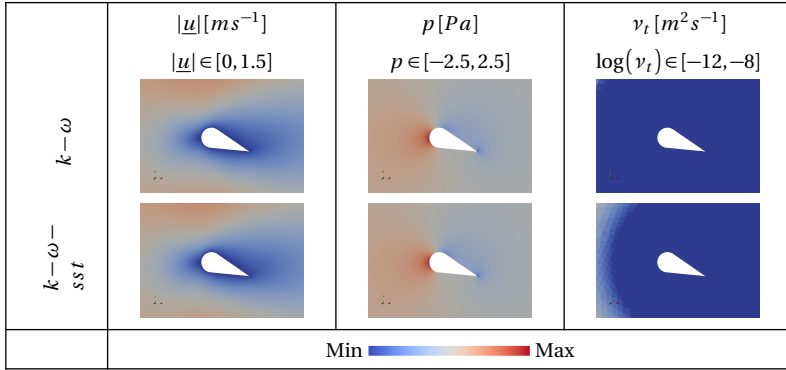 |u| [ms⁻¹] p [Pa] νₜ [m²s⁻¹]
|u| ∈ [0, 1.5] p ∈ [−2.5, 2.5] log(νₜ) ∈ [−12, −8]
k − ω
k − ω −
sst
Min Max